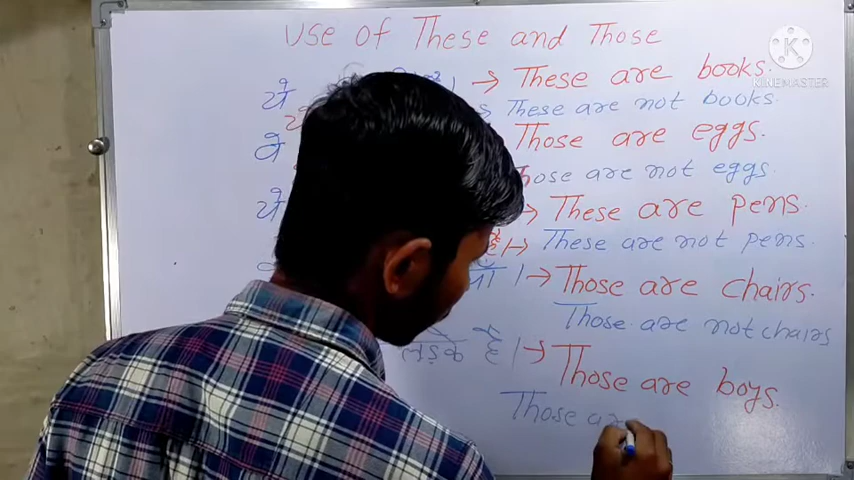 Use of These and Those
ये → These are books.
These are not books.
वे Those are eggs.
Those are not eggs.
ये → These are pens.
These are not pens.
→ Those are chairs.
Those are not chairs
लड़के हैं । → Those are boys.
Those are
K
KINEMASTER